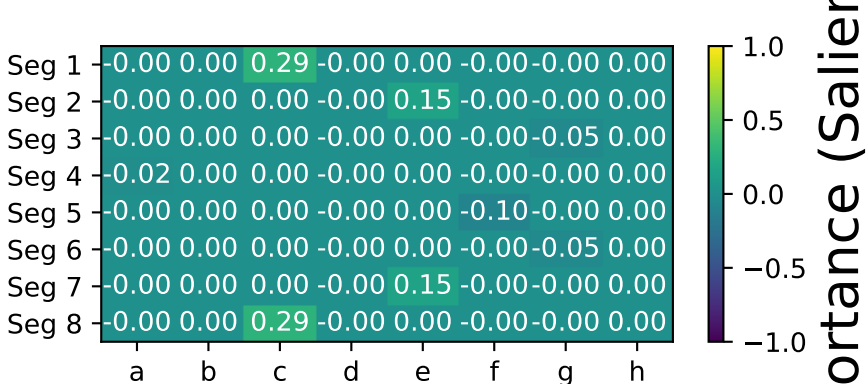 Seg 1 -0.00 0.00 0.29 -0.00 0.00 -0.00 -0.00 0.00
Seg 2 -0.00 0.00 0.00 -0.00 0.15 -0.00 -0.00 0.00
Seg 3 -0.00 0.00 0.00 -0.00 0.00 -0.00 -0.05 0.00
Seg 4 -0.02 0.00 0.00 -0.00 0.00 -0.00 -0.00 0.00
Seg 5 -0.00 0.00 0.00 -0.00 0.00 -0.10 -0.00 0.00
Seg 6 -0.00 0.00 0.00 -0.00 0.00 -0.00 -0.05 0.00
Seg 7 -0.00 0.00 0.00 -0.00 0.15 -0.00 -0.00 0.00
Seg 8 -0.00 0.00 0.29 -0.00 0.00 -0.00 -0.00 0.00
a b c d e f g h
1.0
0.5
0.0
−0.5
−1.0
ortance (Salien